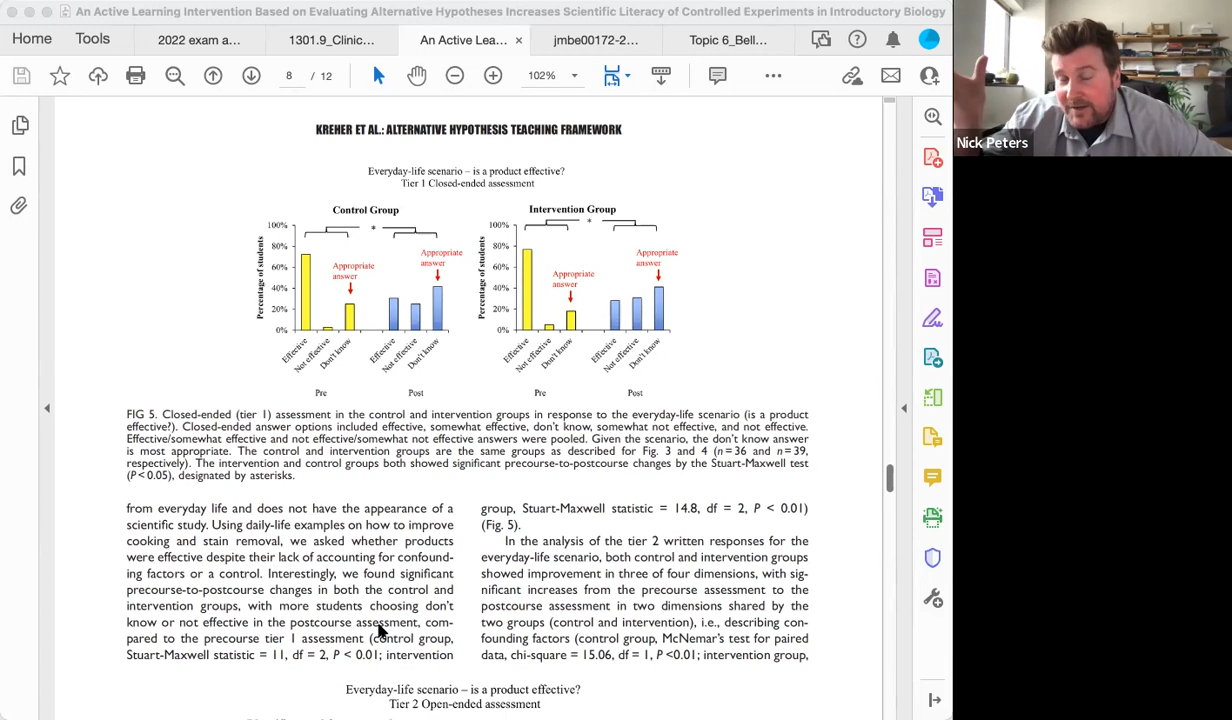 An Active Learning Intervention Based on Evaluating Alternative Hypotheses Increases Scientific Literacy of Controlled Experiments in Introductory Biology
Home Tools 2022 exam a... 1301.9_Clinic... An Active Lea... × jmbe00172-2... Topic 6_Bell...
8 / 12 102%
Nick Peters
KREHER ET AL.: ALTERNATIVE HYPOTHESIS TEACHING FRAMEWORK
Everyday-life scenario – is a product effective?
Tier 1 Closed-ended assessment
Control Group
Percentage of students
100%
80%
60%
40%
20%
0%
*
Appropriate
answer
Appropriate
answer
Effective
Not effective
Don't know
Effective
Not effective
Don't know
Pre
Post
Intervention Group
Percentage of students
100%
80%
60%
40%
20%
0%
*
Appropriate
answer
Appropriate
answer
Effective
Not effective
Don't know
Effective
Not effective
Don't know
Pre
Post
FIG 5. Closed-ended (tier 1) assessment in the control and intervention groups in response to the everyday-life scenario (is a product
effective?). Closed-ended answer options included effective, somewhat effective, don't know, somewhat not effective, and not effective.
Effective/somewhat effective and not effective/somewhat not effective answers were pooled. Given the scenario, the don't know answer
is most appropriate. The control and intervention groups are the same groups as described for Fig. 3 and 4 (n = 36 and n = 39,
respectively). The intervention and control groups both showed significant precourse-to-postcourse changes by the Stuart-Maxwell test
(P < 0.05), designated by asterisks.
from everyday life and does not have the appearance of a
scientific study. Using daily-life examples on how to improve
cooking and stain removal, we asked whether products
were effective despite their lack of accounting for confound-
ing factors or a control. Interestingly, we found significant
precourse-to-postcourse changes in both the control and
intervention groups, with more students choosing don't
know or not effective in the postcourse assessment, com-
pared to the precourse tier 1 assessment (control group,
Stuart-Maxwell statistic = 11, df = 2, P < 0.01; intervention
group, Stuart-Maxwell statistic = 14.8, df = 2, P < 0.01)
(Fig. 5).
In the analysis of the tier 2 written responses for the
everyday-life scenario, both control and intervention groups
showed improvement in three of four dimensions, with sig-
nificant increases from the precourse assessment to the
postcourse assessment in two dimensions shared by the
two groups (control and intervention), i.e., describing con-
founding factors (control group, McNemar's test for paired
data, chi-square = 15.06, df = 1, P <0.01; intervention group,
Everyday-life scenario – is a product effective?
Tier 2 Open-ended assessment